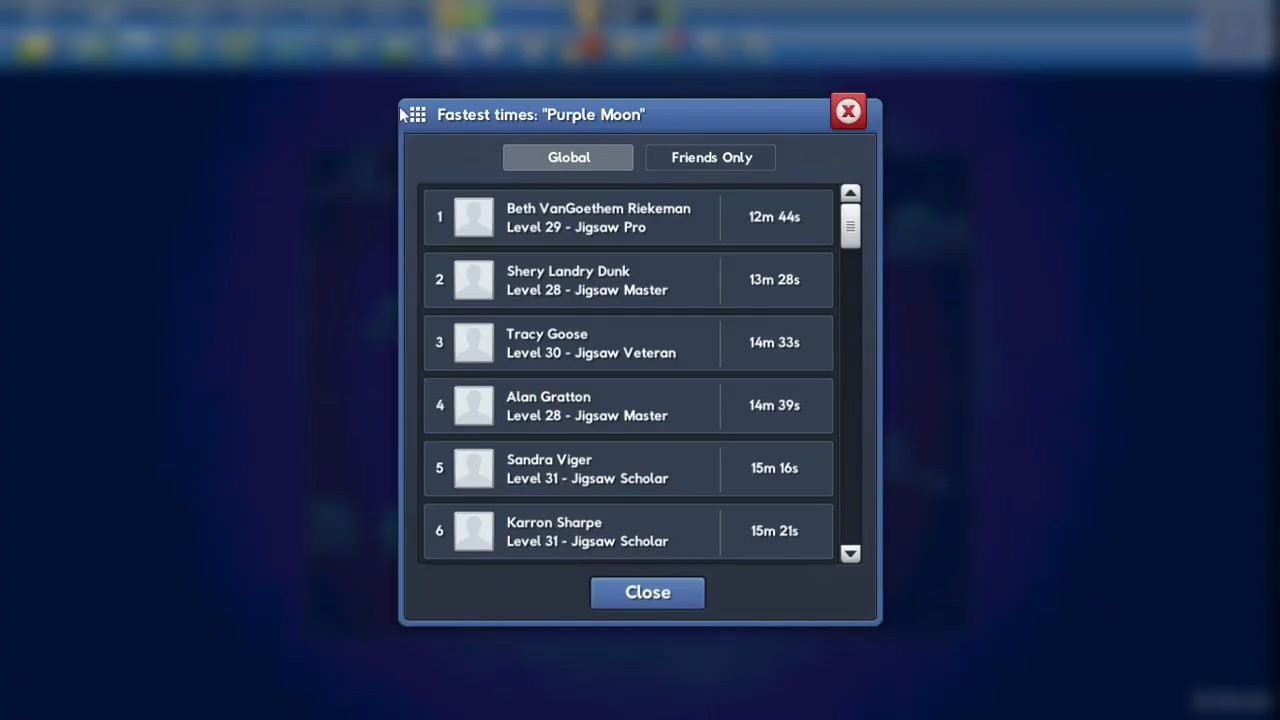 Fastest times: "Purple Moon"
Global
Friends Only
1
Beth VanGoethem Riekeman
Level 29 - Jigsaw Pro
12m 44s
2
Shery Landry Dunk
Level 28 - Jigsaw Master
13m 28s
3
Tracy Goose
Level 30 - Jigsaw Veteran
14m 33s
4
Alan Gratton
Level 28 - Jigsaw Master
14m 39s
5
Sandra Viger
Level 31 - Jigsaw Scholar
15m 16s
6
Karron Sharpe
Level 31 - Jigsaw Scholar
15m 21s
Close